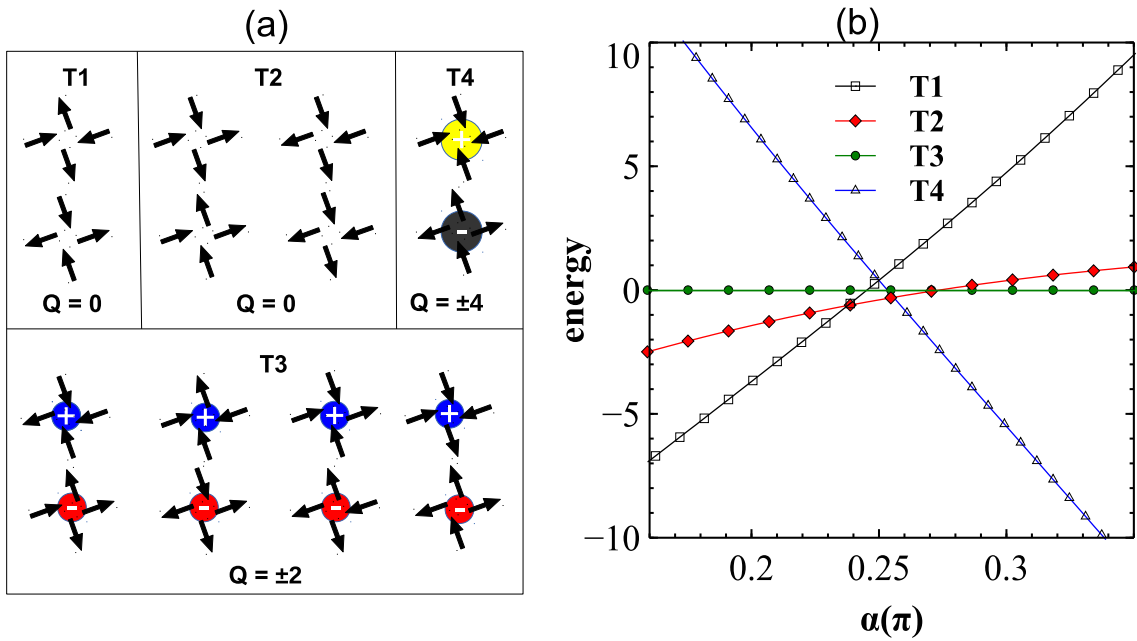 (a)
T1 T2 T4
+
-
Q = 0 Q = 0 Q = ±4
T3
+ + + +
- - - -
Q = ±2
(b)
10
5
0
−5
−10
energy
T1
T2
T3
T4
0.2 0.25 0.3
α(π)